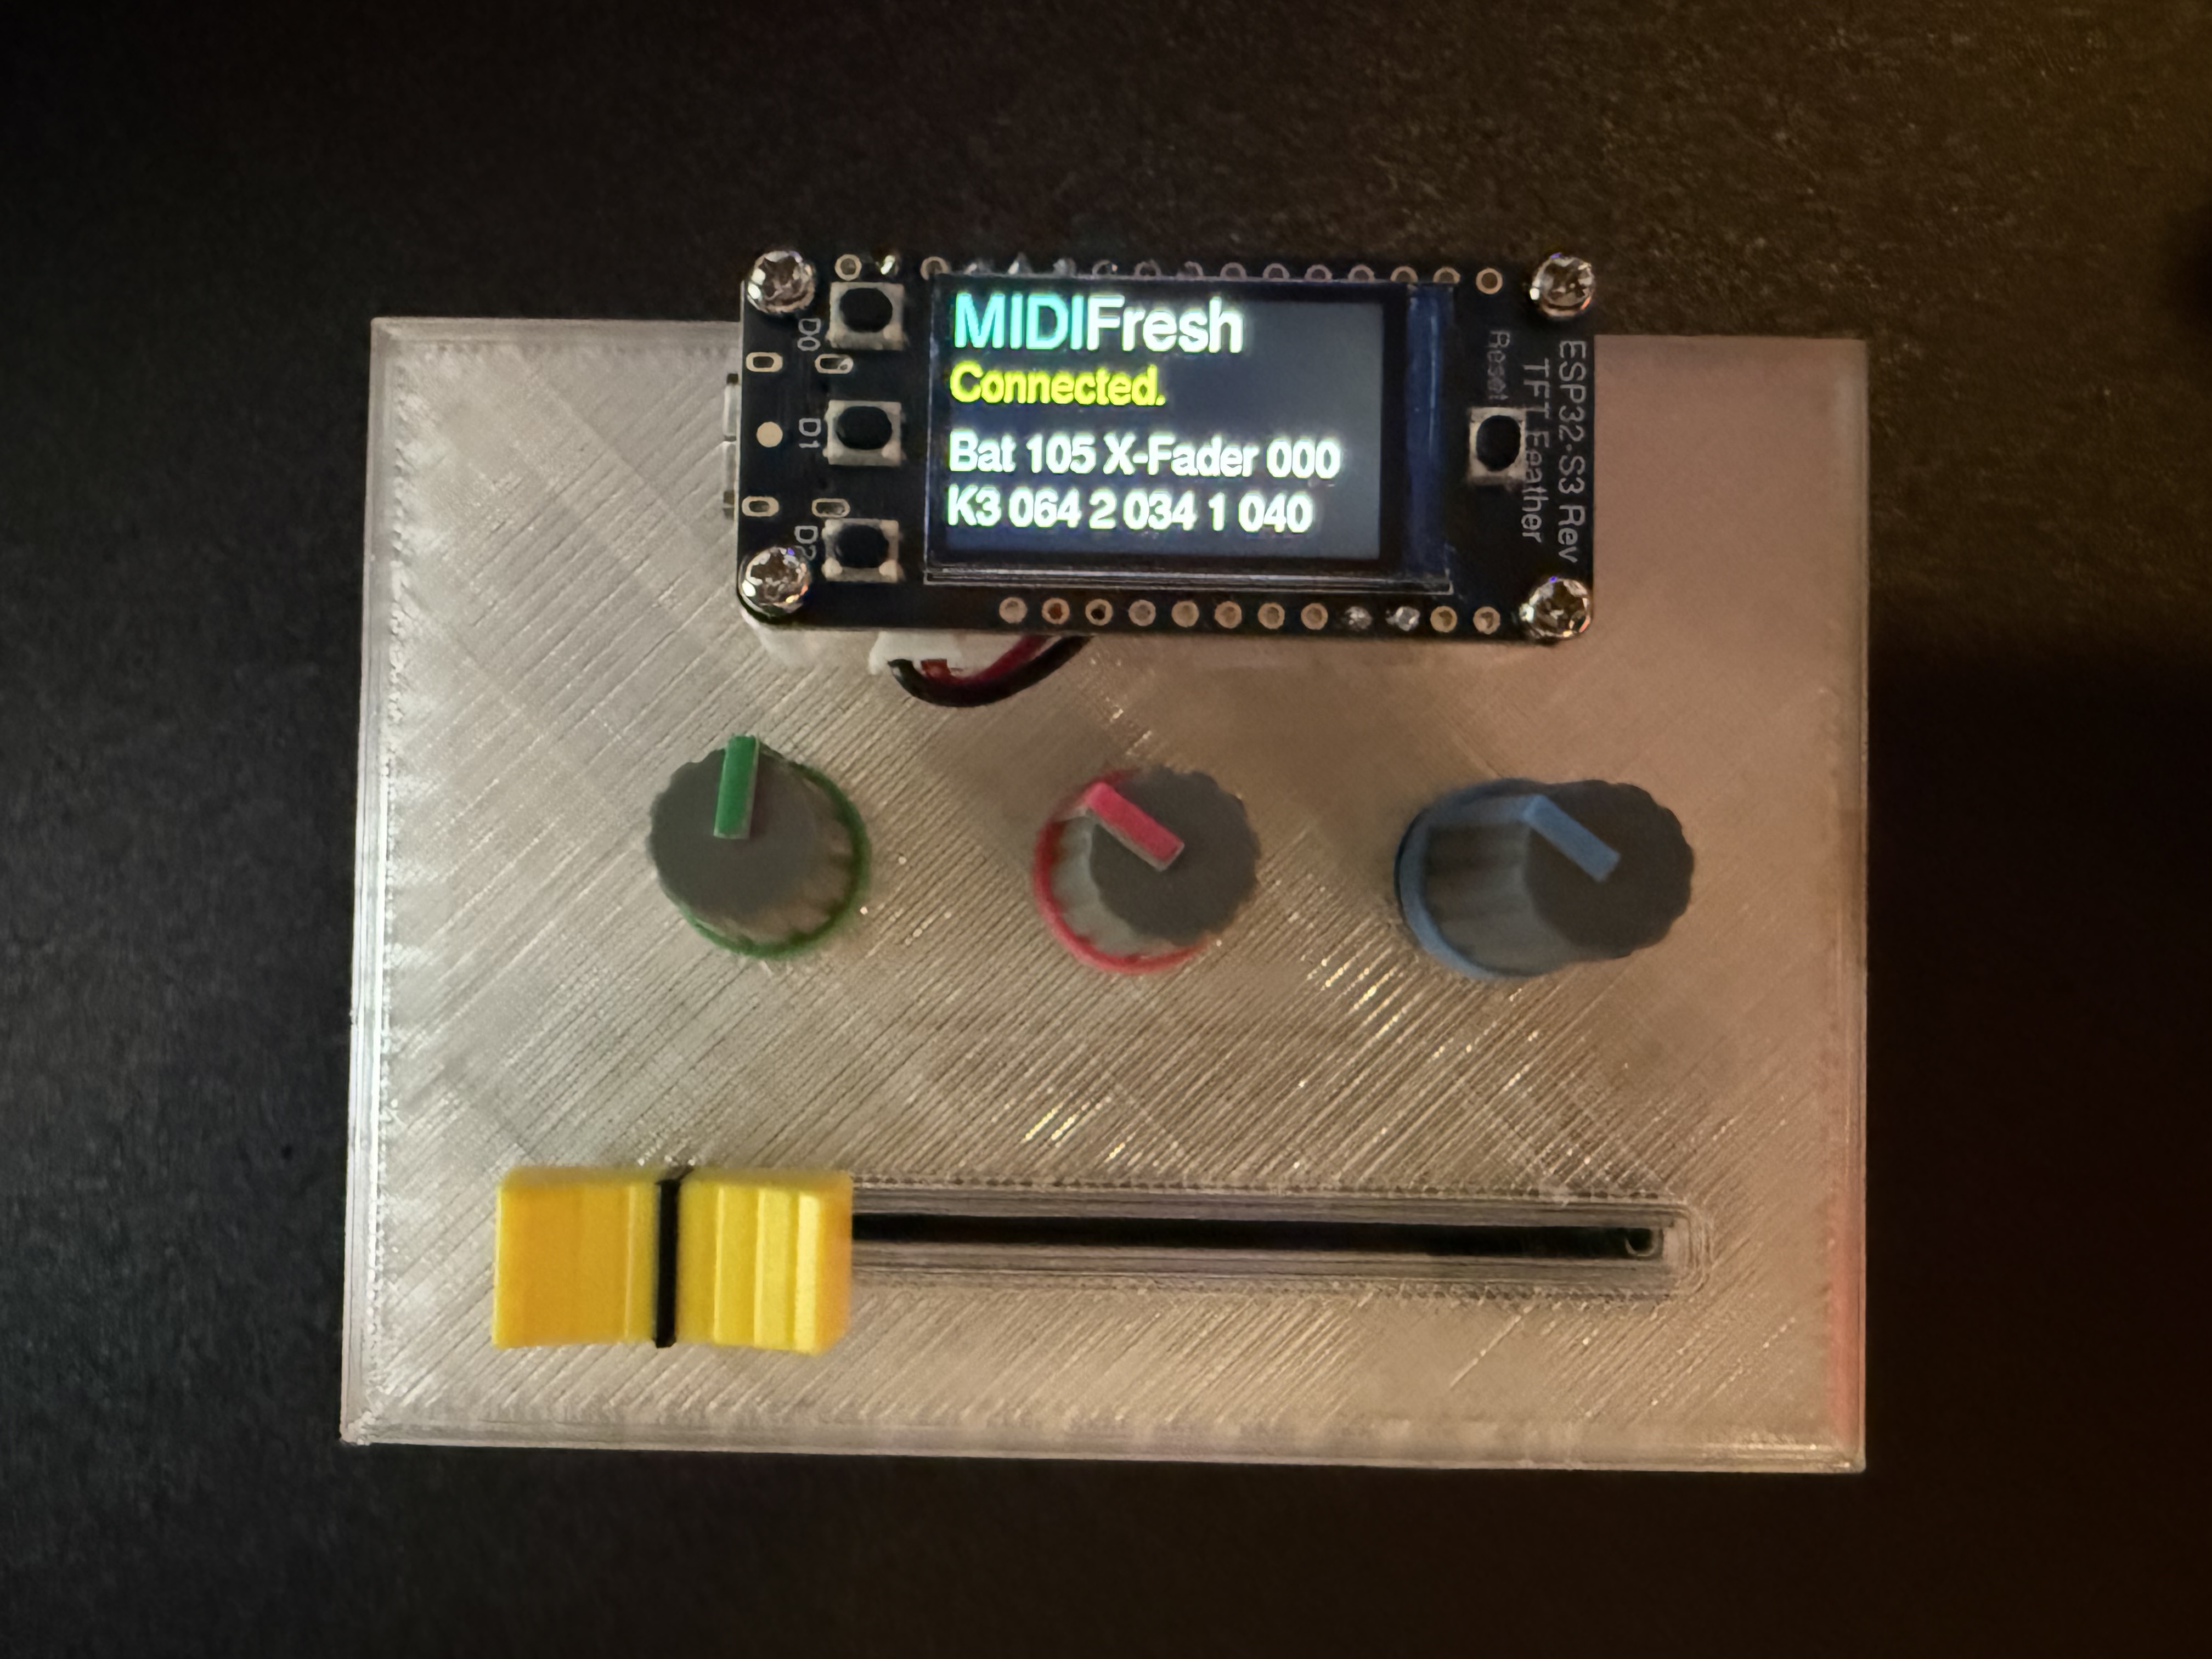 MIDIFresh
Connected.
Bat 105 X-Fader 000
K3 064 2 034 1 040
D0
D1
D2
Reset
ESP32-S3 Rev
TFT Feather